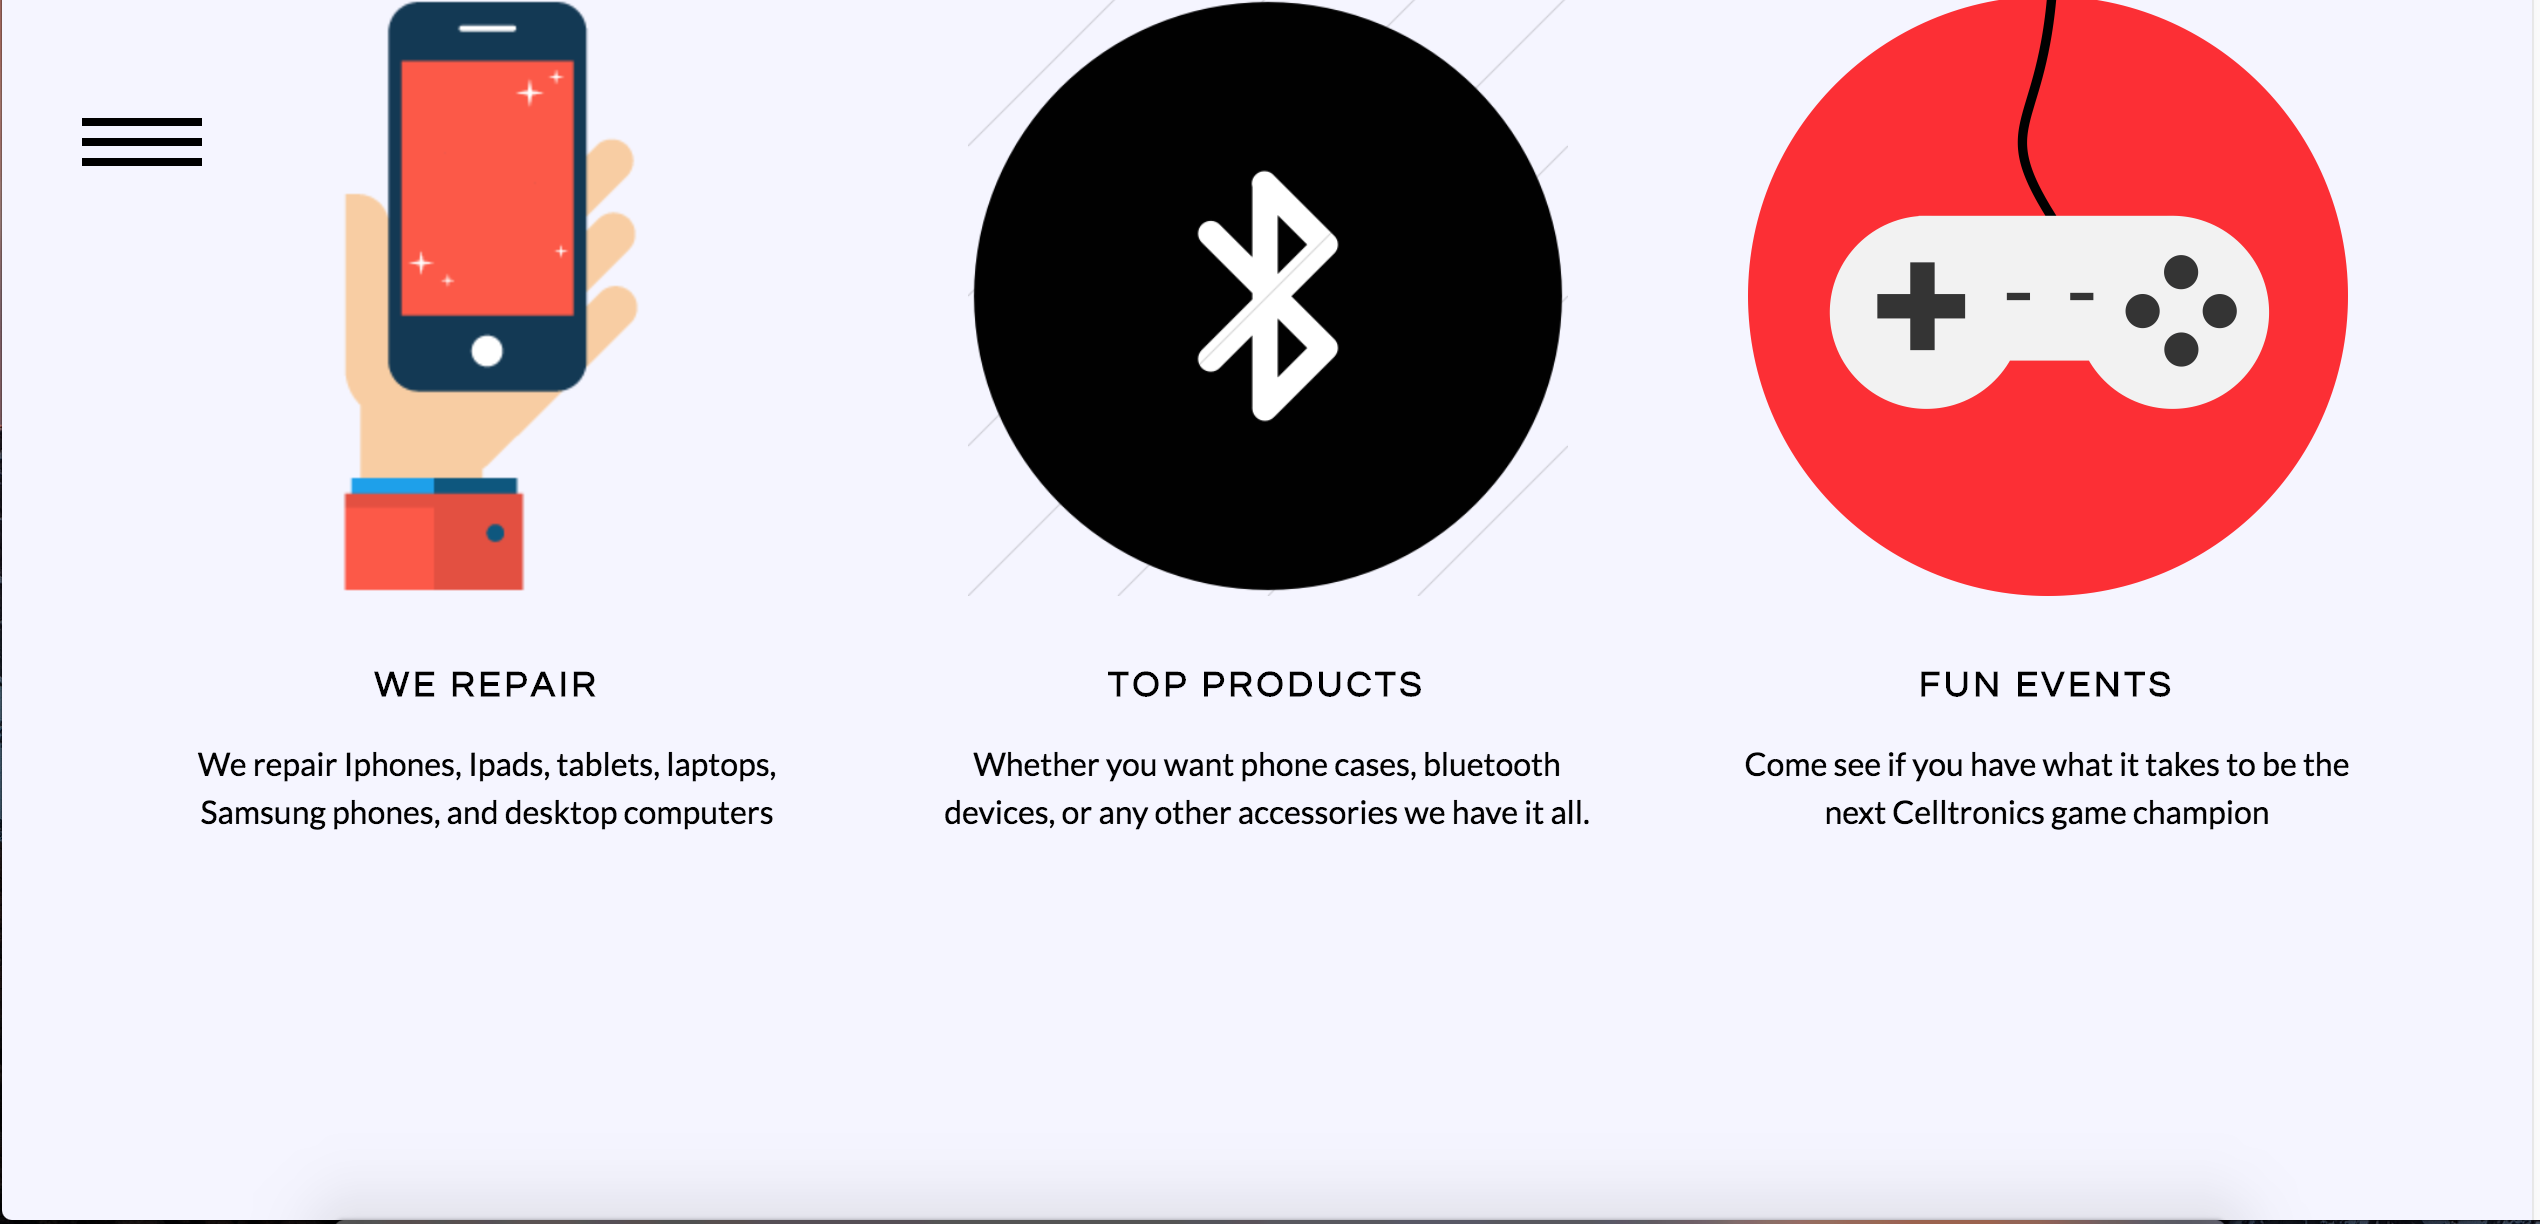 WE REPAIR
We repair Iphones, Ipads, tablets, laptops,
Samsung phones, and desktop computers
TOP PRODUCTS
Whether you want phone cases, bluetooth
devices, or any other accessories we have it all.
FUN EVENTS
Come see if you have what it takes to be the
next Celltronics game champion